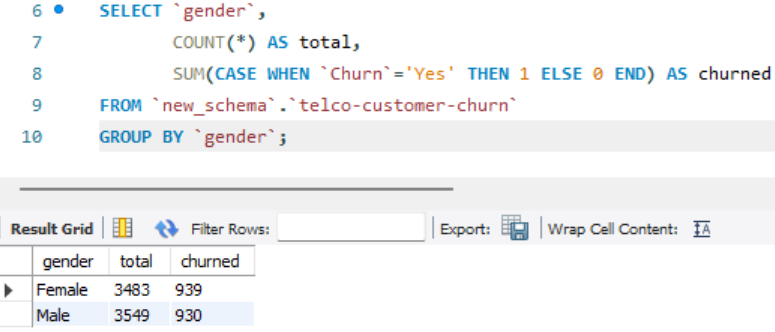 6 SELECT `gender`,
7 COUNT(*) AS total,
8 SUM(CASE WHEN `Churn`='Yes' THEN 1 ELSE 0 END) AS churned
9 FROM `new_schema`.`telco-customer-churn`
10 GROUP BY `gender`;
Result Grid Filter Rows: Export: Wrap Cell Content: IA
gender total churned
Female 3483 939
Male 3549 930